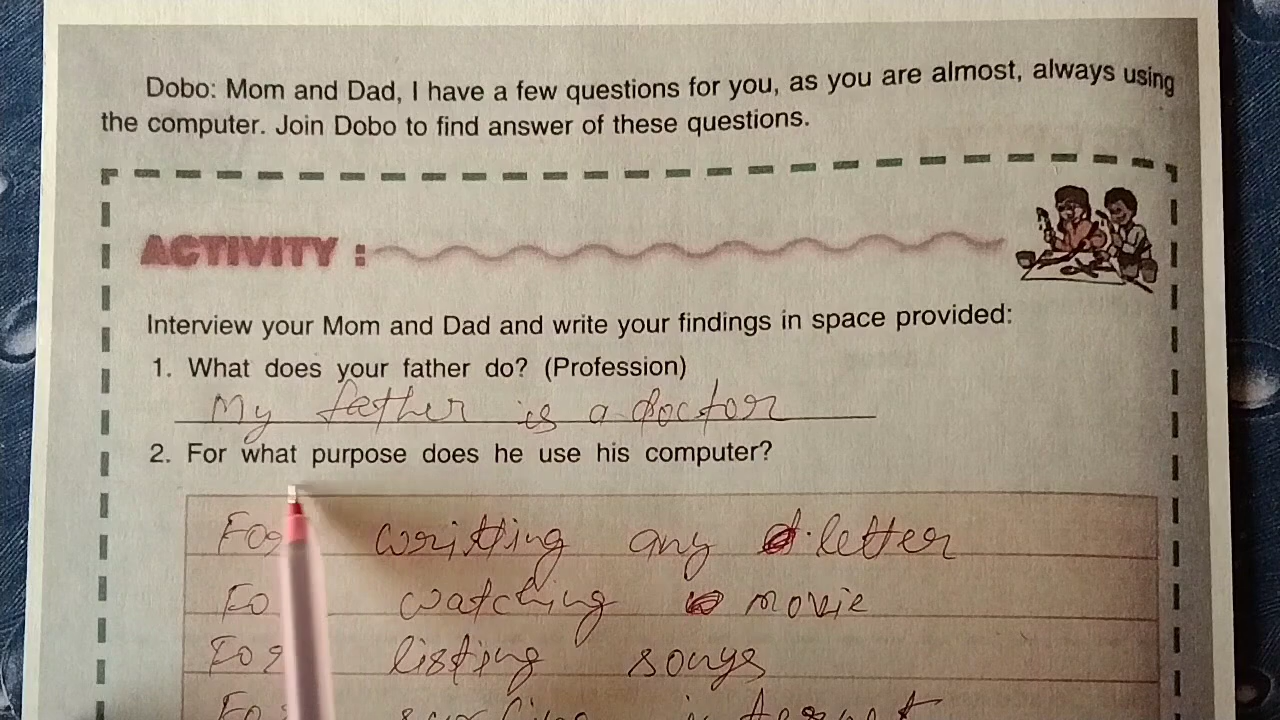 Dobo: Mom and Dad, I have a few questions for you, as you are almost, always using
the computer. Join Dobo to find answer of these questions.
ACTIVITY :
Interview your Mom and Dad and write your findings in space provided:
1. What does your father do? (Profession)
My father is a doctor
2. For what purpose does he use his computer?
For writting any letter
For watching movie
For listing songs